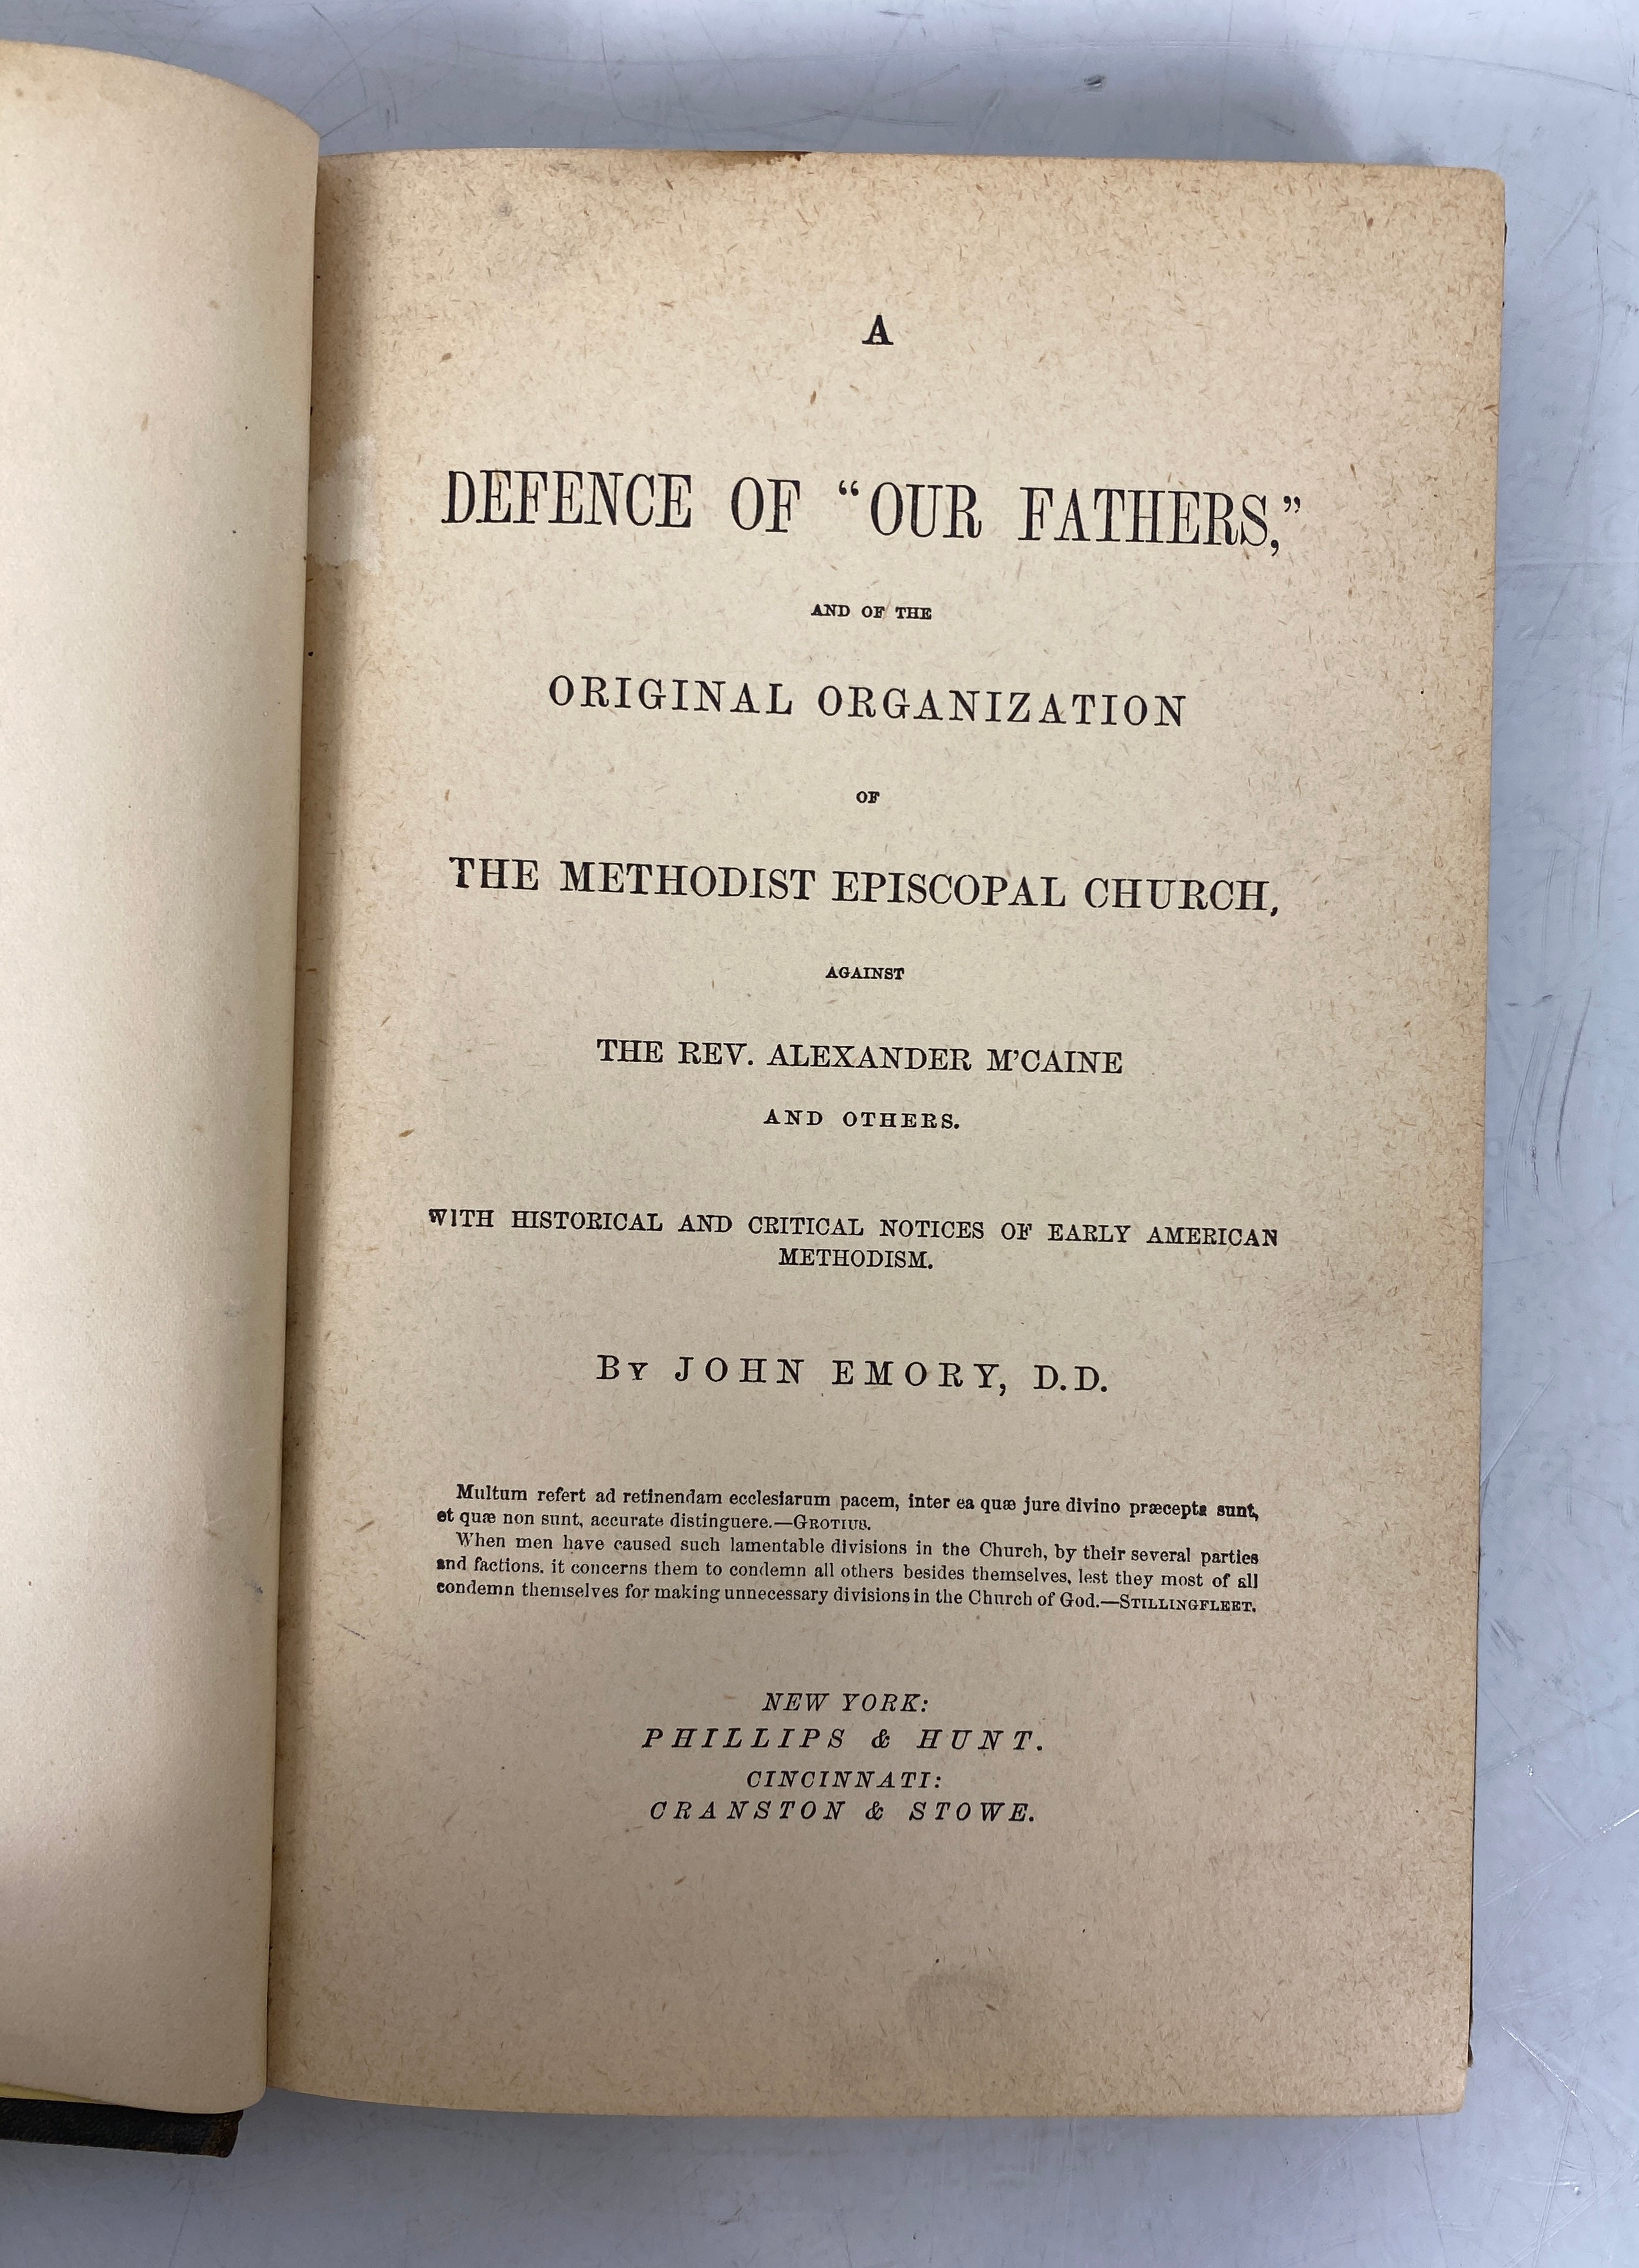 A
DEFENCE OF “OUR FATHERS,”
AND OF THE
ORIGINAL ORGANIZATION
OF
THE METHODIST EPISCOPAL CHURCH,
AGAINST
THE REV. ALEXANDER M’CAINE
AND OTHERS.
WITH HISTORICAL AND CRITICAL NOTICES OF EARLY AMERICAN
METHODISM.
BY JOHN EMORY, D.D.
Multum refert ad retinendam ecclesiarum pacem, inter ea quæ jure divino præcepta sunt,
et quæ non sunt, accurate distinguere.—GROTIUS.
When men have caused such lamentable divisions in the Church, by their several parties
and factions. it concerns them to condemn all others besides themselves, lest they most of all
condemn themselves for making unnecessary divisions in the Church of God.—STILLINGFLEET.
NEW YORK:
PHILLIPS & HUNT.
CINCINNATI:
CRANSTON & STOWE.